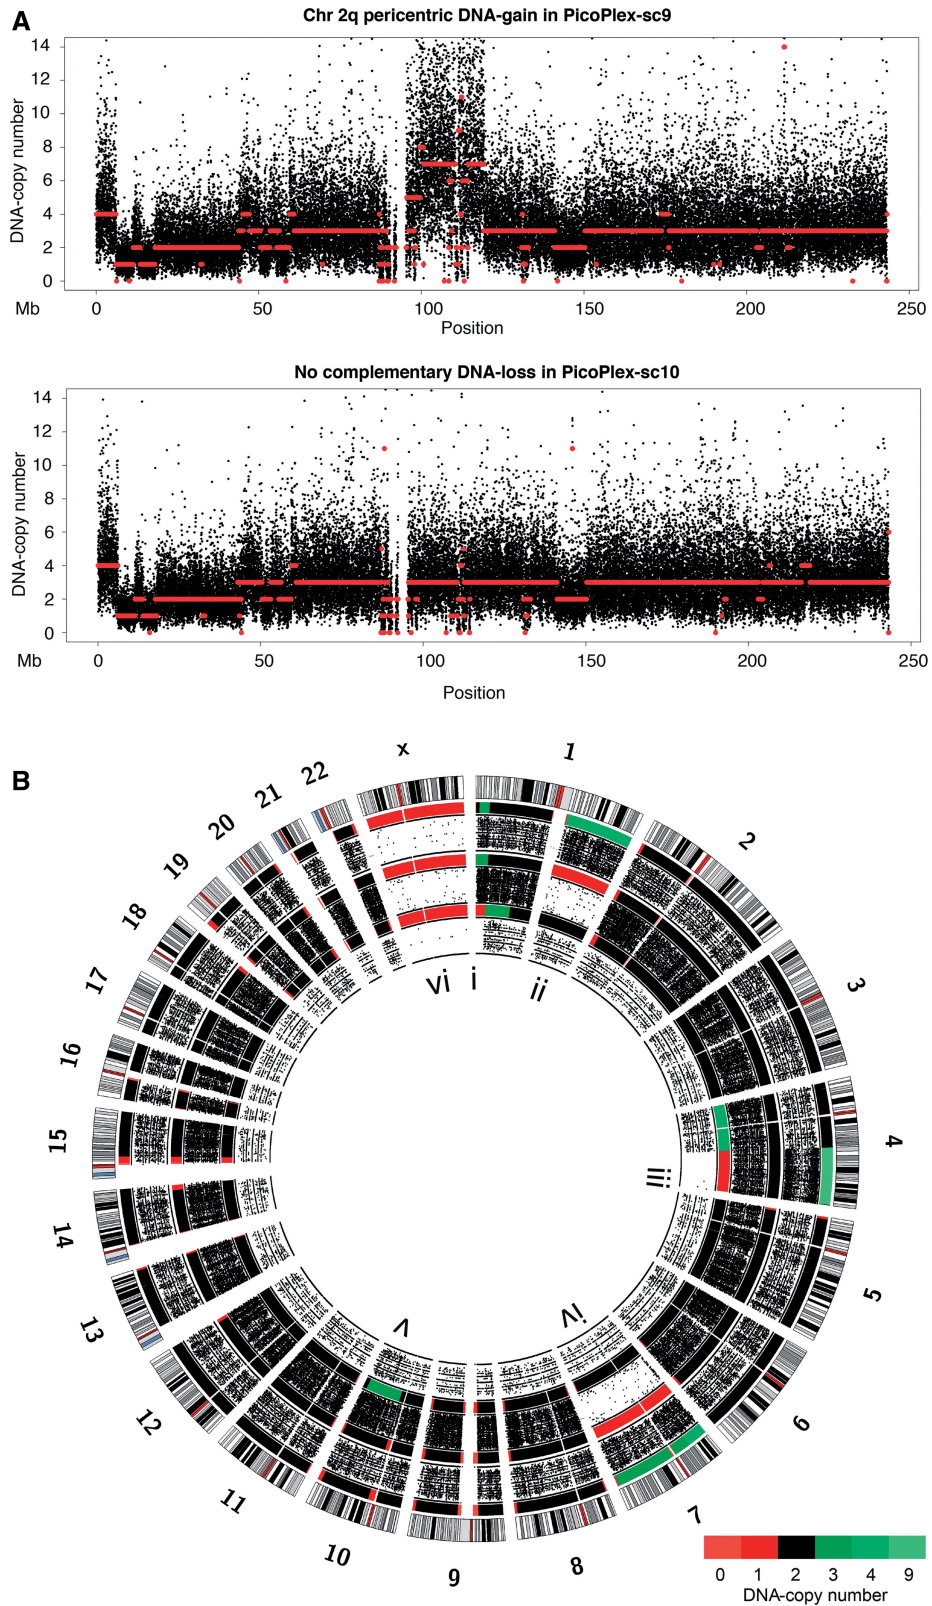 A
Chr 2q pericentric DNA-gain in PicoPlex-sc9
DNA-copy number
14
12
10
8
6
4
2
0
Mb
0 50 100 150 200 250
Position
No complementary DNA-loss in PicoPlex-sc10
DNA-copy number
14
12
10
8
6
4
2
0
Mb
0 50 100 150 200 250
Position
B
1
2
3
4
5
6
7
8
9
10
11
12
13
14
15
16
17
18
19
20
21
22
x
i
ii
iii
iv
v
vi
0 1 2 3 4 9
DNA-copy number